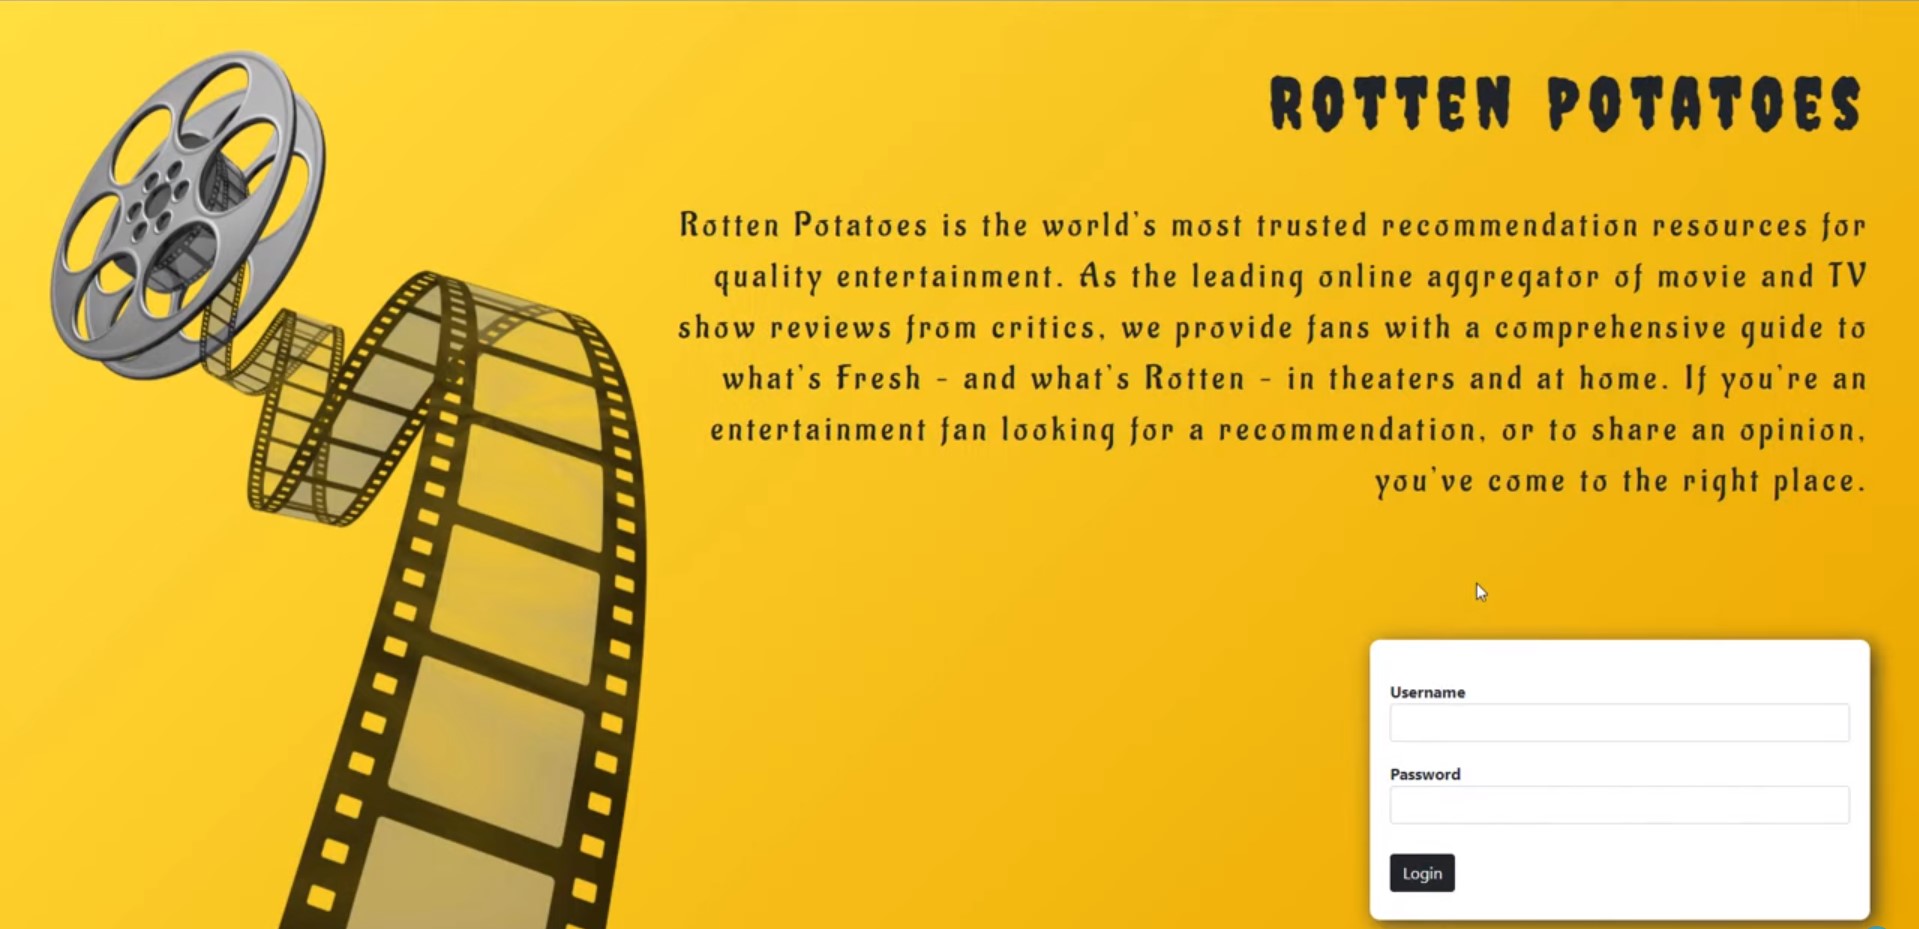 ROTTEN POTATOES
Rotten Potatoes is the world's most trusted recommendation resources for
quality entertainment. As the leading online aggregator of movie and TV
show reviews from critics, we provide fans with a comprehensive guide to
what's Fresh - and what's Rotten - in theaters and at home. If you're an
entertainment fan looking for a recommendation, or to share an opinion,
you've come to the right place.
Username
Password
Login